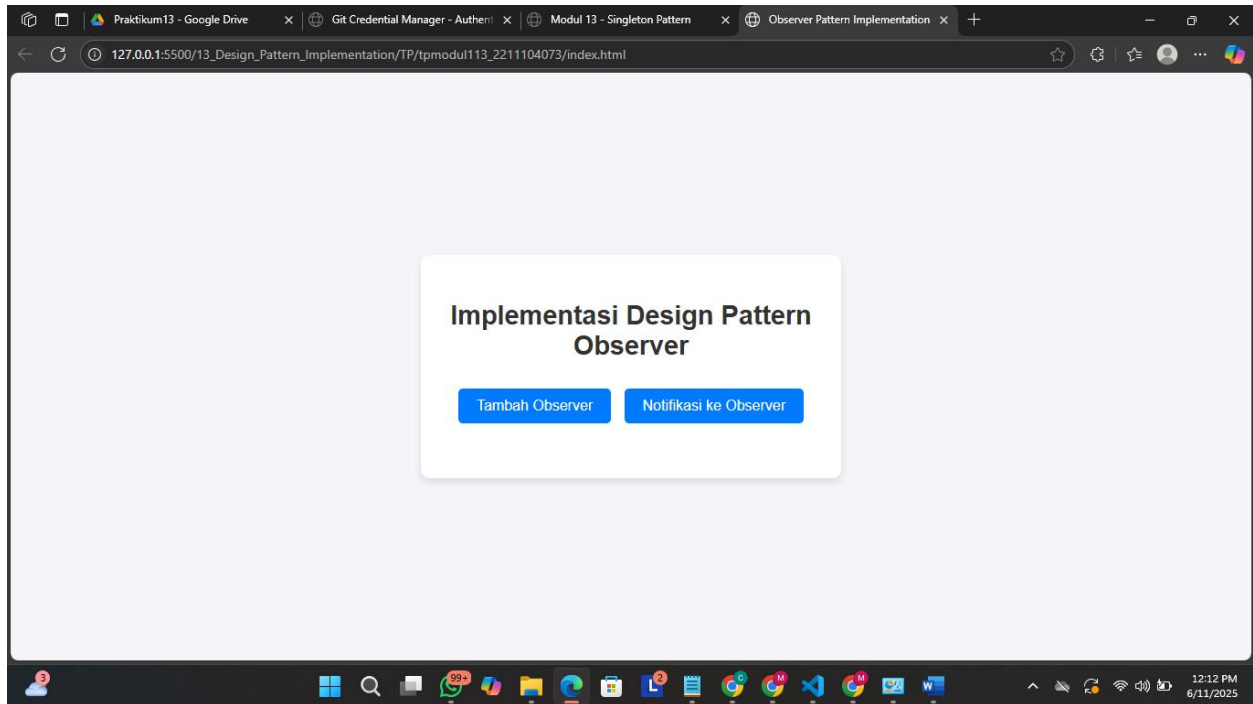 Praktikum13 - Google Drive
Git Credential Manager - Authent
Modul 13 - Singleton Pattern
Observer Pattern Implementation
127.0.0.1:5500/13_Design_Pattern_Implementation/TP/tpmodul113_2211104073/index.html
Implementasi Design Pattern
Observer
Tambah Observer
Notifikasi ke Observer
3
99+
L
2
C
M
M
W
12:12 PM
6/11/2025